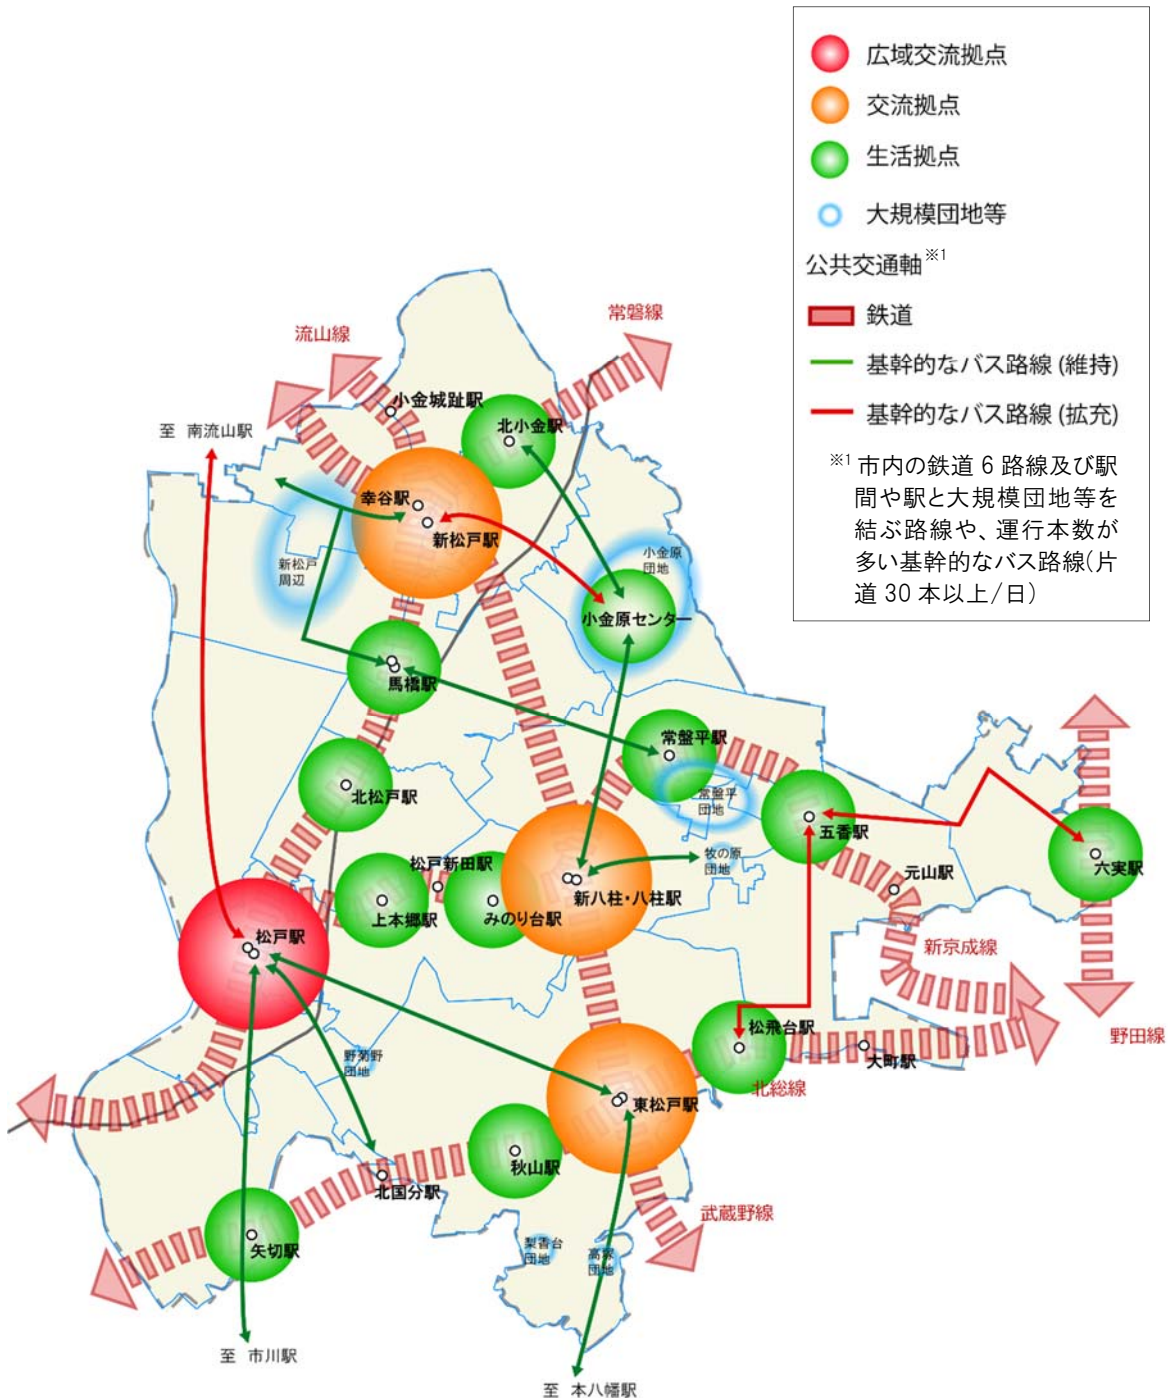 広域交流拠点
交流拠点
生活拠点
大規模団地等
公共交通軸※1
鉄道
基幹的なバス路線 (維持)
基幹的なバス路線 (拡充)
※1 市内の鉄道 6 路線及び駅
間や駅と大規模団地等を
結ぶ路線や、運行本数が
多い基幹的なバス路線(片
道 30 本以上/日)
常磐線
流山線
小金城趾駅
北小金駅
至 南流山駅
幸谷駅
新松戸駅
新松戸
周辺
小金原
団地
小金原センター
馬橋駅
常盤平駅
常盤平
団地
北松戸駅
五香駅
松戸新田駅
牧の原
団地
六実駅
元山駅
新八柱・八柱駅
上本郷駅
みのり台駅
松戸駅
新京成線
松飛台駅
大町駅
野田線
野菊野
団地
北総線
東松戸駅
秋山駅
北国分駅
武蔵野線
矢切駅
梨香台
団地
高塚
団地
至 市川駅
至 本八幡駅